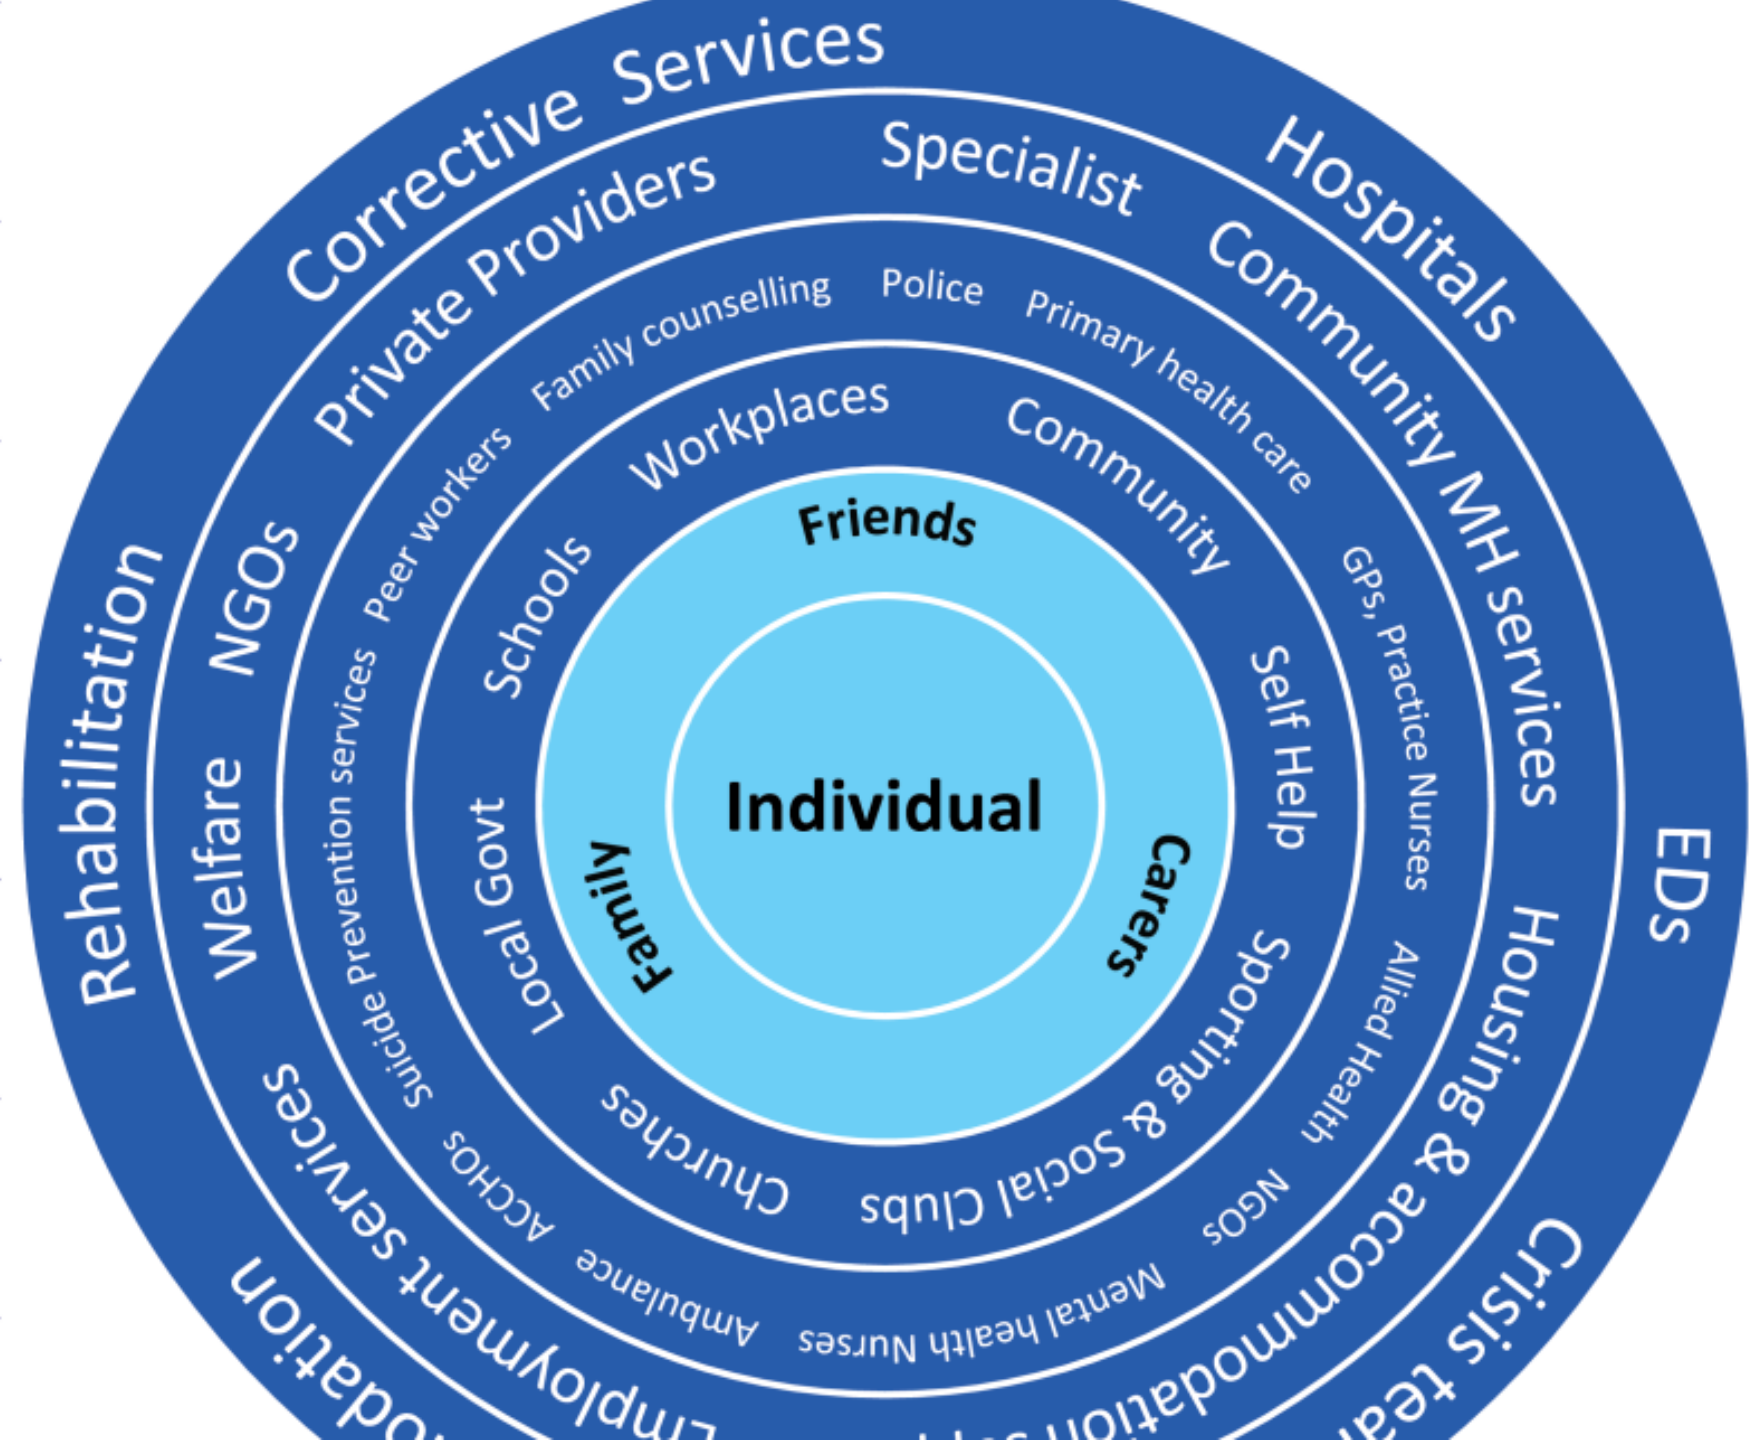 Corrective Services
Hospitals
EDs
Crisis
Rehabilitation
Private Providers
Specialist
Community MH services
Housing & accommodation
Employment services
Welfare
NGOs
Family counselling
Police
Primary health care
GPs, Practice Nurses
Allied Health
NGOs
Mental health Nurses
Ambulance
ACCHOs
Suicide Prevention services
Peer workers
Workplaces
Community
Self Help
Sporting & Social Clubs
Churches
Local Govt
Schools
Friends
Carers
Family
Individual